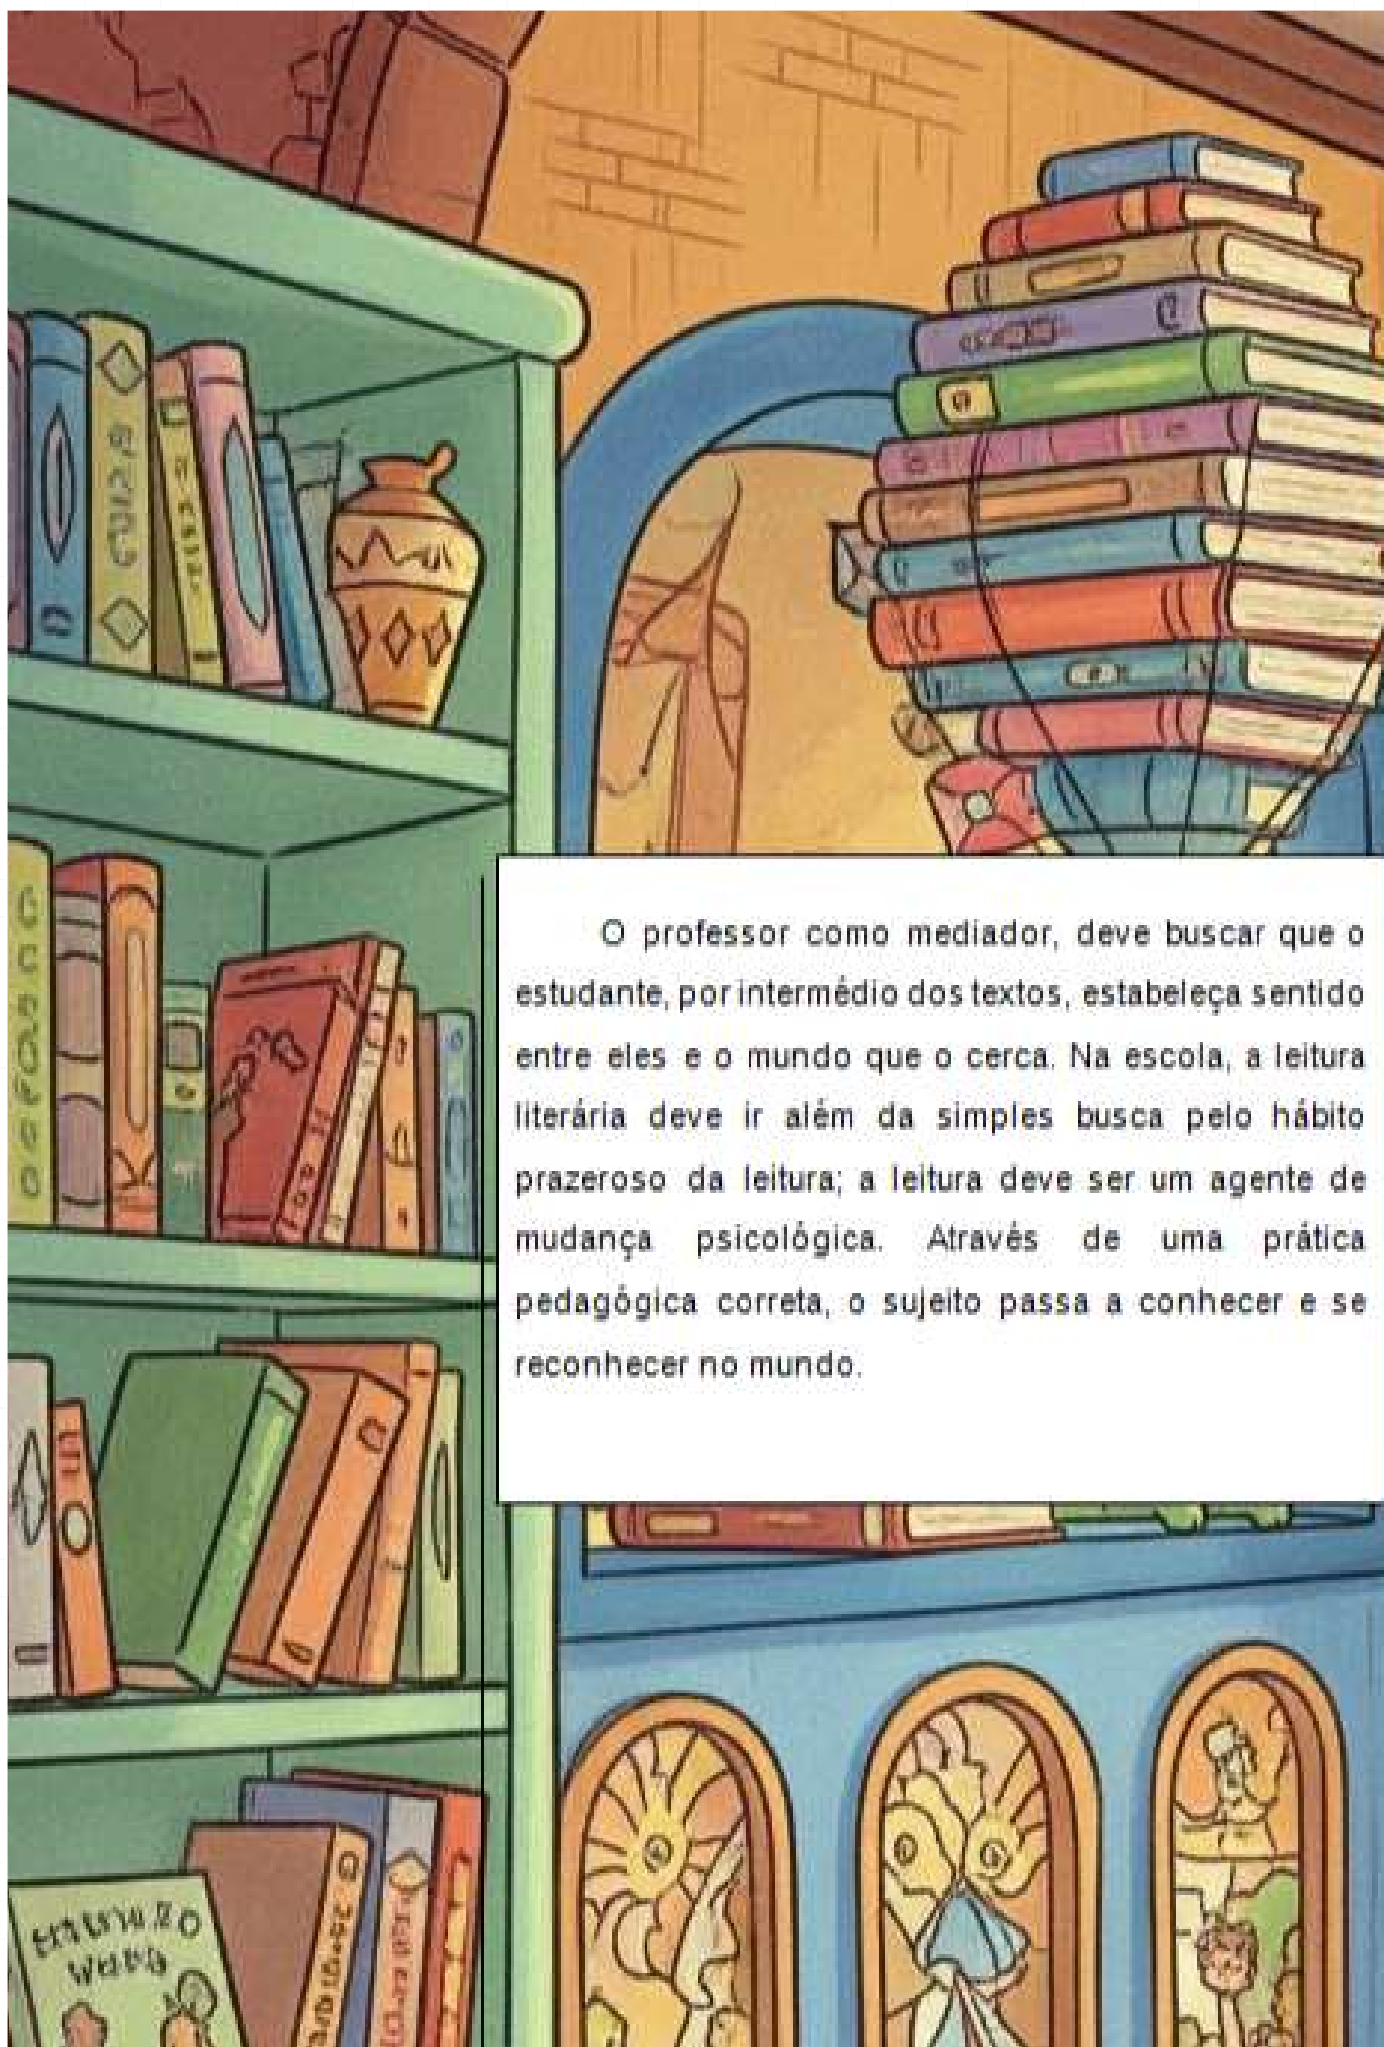 O professor como mediador, deve buscar que o
estudante, por intermédio dos textos, estabeleça sentido
entre eles e o mundo que o cerca. Na escola, a leitura
literária deve ir além da simples busca pelo hábito
prazeroso da leitura; a leitura deve ser um agente de
mudança psicológica. Através de uma prática
pedagógica correta, o sujeito passa a conhecer e se
reconhecer no mundo.